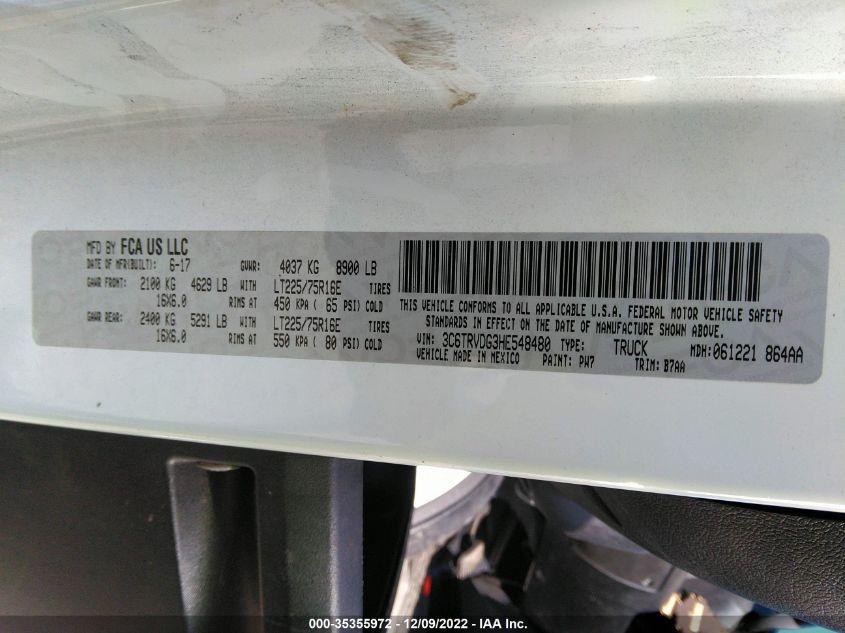 MFD BY FCA US LLC
DATE OF MFR(BUILT): 6-17 GVWR: 4037 KG 8900 LB
GAWR FRONT: 2100 KG 4629 LB WITH LT225/75R16E TIRES
16X6.0 RIMS AT 450 KPA ( 65 PSI) COLD
GAWR REAR: 2400 KG 5291 LB WITH LT225/75R16E TIRES
16X6.0 RIMS AT 550 KPA ( 80 PSI) COLD
THIS VEHICLE CONFORMS TO ALL APPLICABLE U.S.A. FEDERAL MOTOR VEHICLE SAFETY
STANDARDS IN EFFECT ON THE DATE OF MANUFACTURE SHOWN ABOVE.
VIN: 3C6TRVDG3HE548480 TYPE: TRUCK MDH: 061221 864AA
VEHICLE MADE IN MEXICO PAINT: PW7 TRIM: B7AA
000-35355972 - 12/09/2022 - IAA Inc.